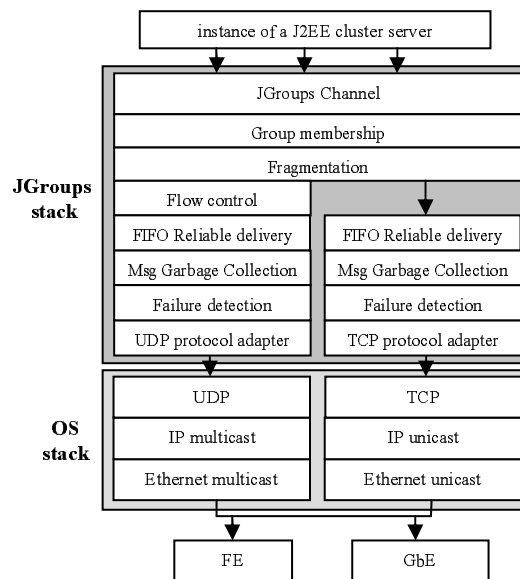 instance of a J2EE cluster server
JGroups Channel
Group membership
Fragmentation
JGroups
stack
Flow control
FIFO Reliable delivery
FIFO Reliable delivery
Msg Garbage Collection
Msg Garbage Collection
Failure detection
Failure detection
UDP protocol adapter
TCP protocol adapter
OS
stack
UDP
TCP
IP multicast
IP unicast
Ethernet multicast
Ethernet unicast
FE
GbE